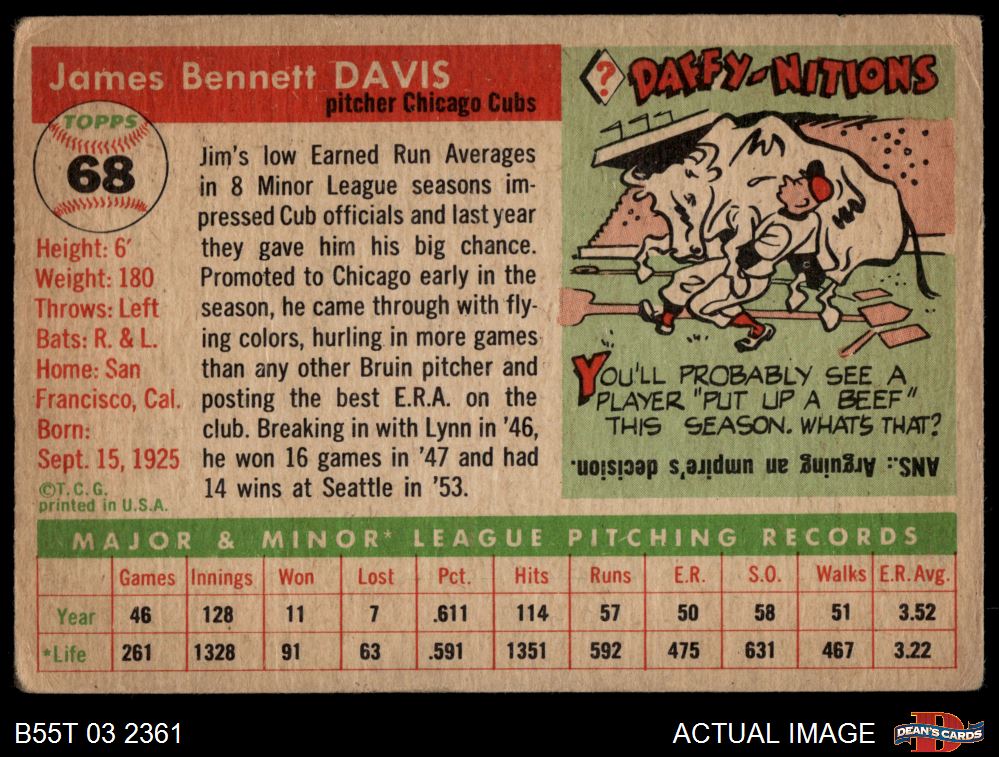 James Bennett DAVIS
pitcher Chicago Cubs
TOPPS
68
Height: 6'
Weight: 180
Throws: Left
Bats: R. & L.
Home: San
Francisco, Cal.
Born:
Sept. 15, 1925
©T.C.G.
printed in U.S.A.
Jim's low Earned Run Averages
in 8 Minor League seasons im-
pressed Cub officials and last year
they gave him his big chance.
Promoted to Chicago early in the
season, he came through with fly-
ing colors, hurling in more games
than any other Bruin pitcher and
posting the best E.R.A. on the
club. Breaking in with Lynn in '46,
he won 16 games in '47 and had
14 wins at Seattle in '53.
? DAFFY-NITIONS
YOU'LL PROBABLY SEE A
PLAYER "PUT UP A BEEF"
THIS SEASON. WHAT'S THAT?
ANS.: Arguing an umpire's decision.
MAJOR & MINOR* LEAGUE PITCHING RECORDS
Games Innings Won Lost Pct. Hits Runs E.R. S.O. Walks E.R.Avg.
Year 46 128 11 7 .611 114 57 50 58 51 3.52
*Life 261 1328 91 63 .591 1351 592 475 631 467 3.22
B55T 03 2361
ACTUAL IMAGE
DEAN'S CARDS